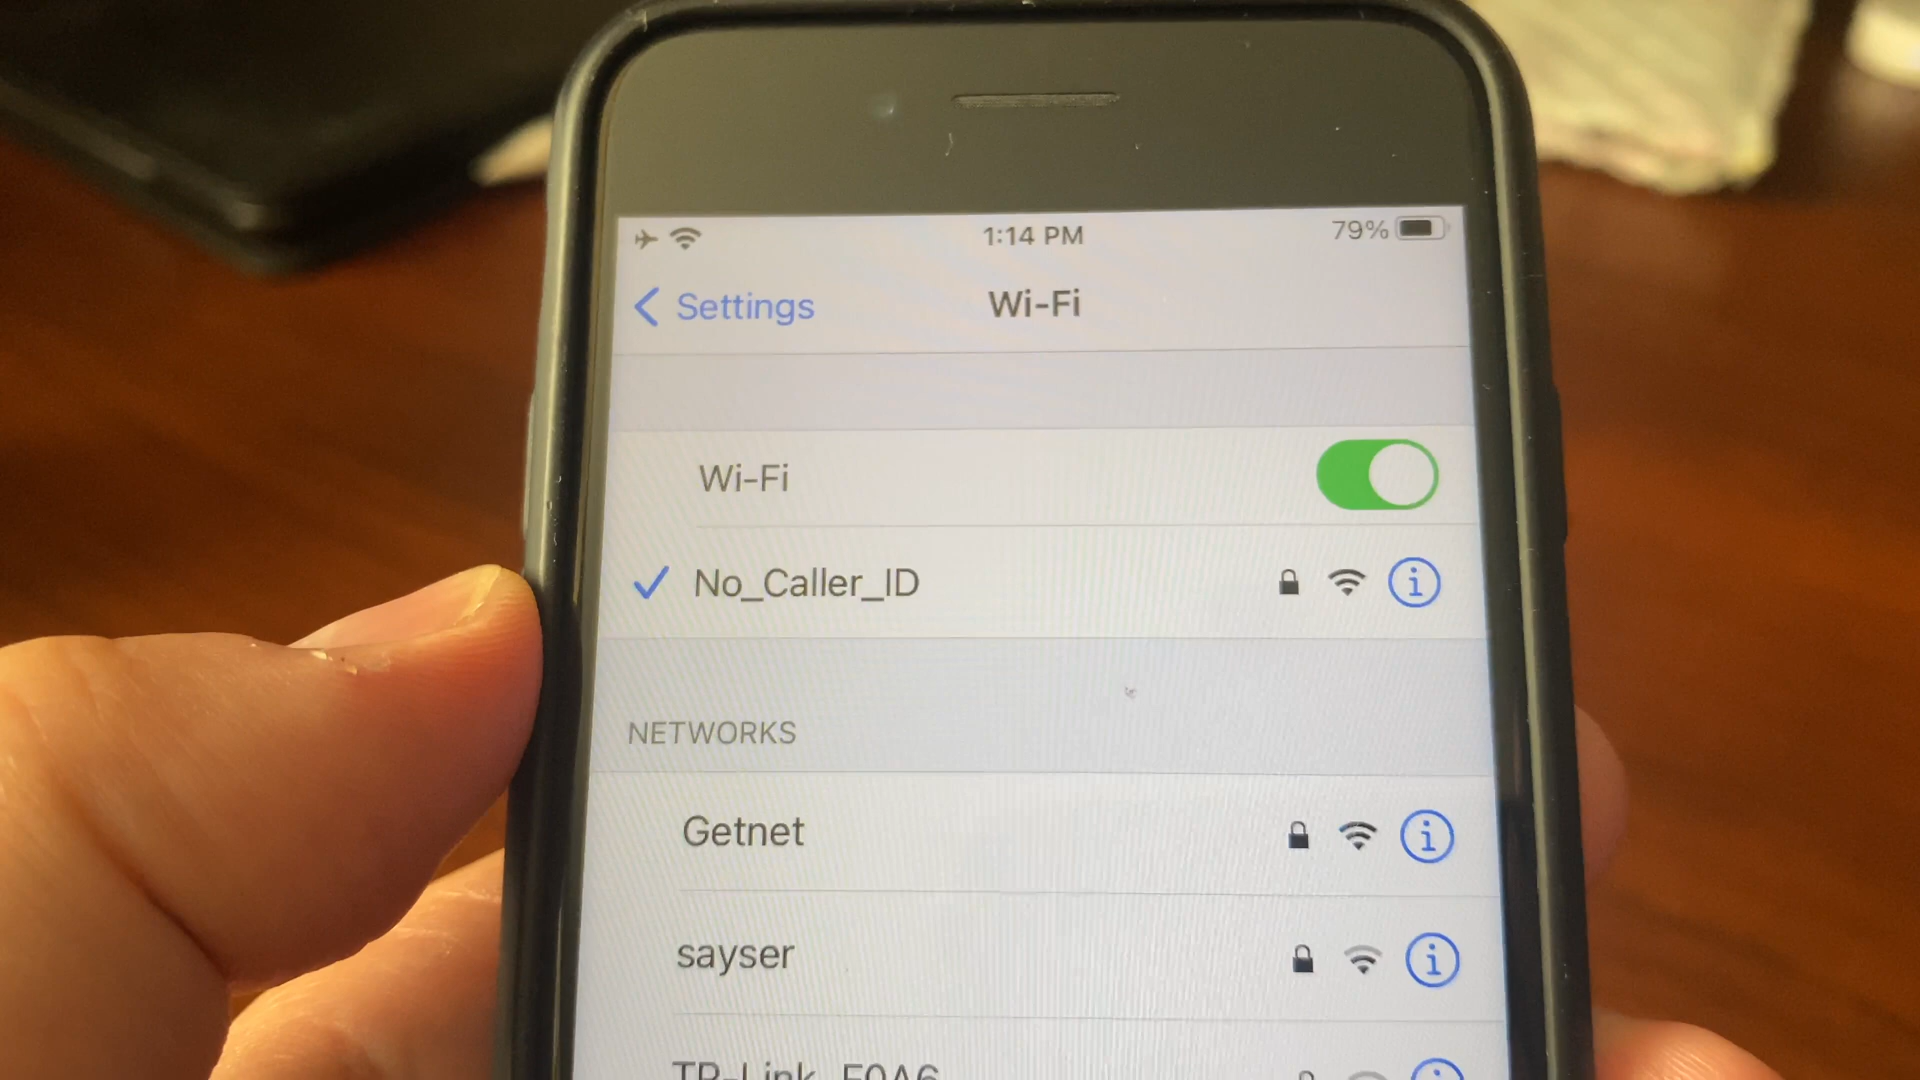 1:14 PM 79%
Settings Wi-Fi
Wi-Fi
No_Caller_ID
NETWORKS
Getnet
sayser
TP-Link_F0A6